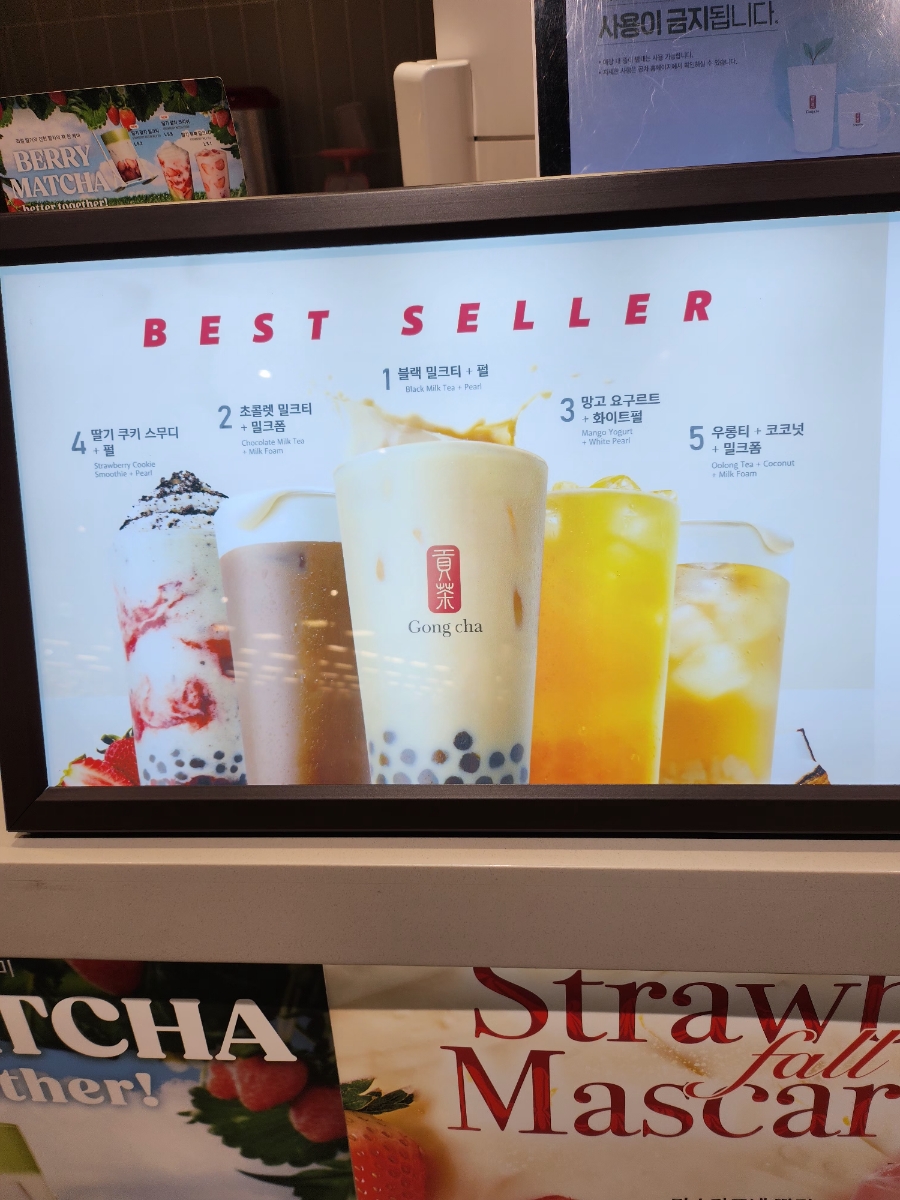 사용이 금지됩니다.
BERRY
MATCHA
better together!
BEST SELLER
1 블랙 밀크티 + 펄
Black Milk Tea + Pearl
2 초콜렛 밀크티
+ 밀크폼
Chocolate Milk Tea
+ Milk Foam
3 망고 요구르트
+ 화이트펄
Mango Yogurt
+ White Pearl
4 딸기 쿠키 스무디
+ 펄
Strawberry Cookie
Smoothie + Pearl
5 우롱티 + 코코넛
+ 밀크폼
Oolong Tea + Coconut
+ Milk Foam
貢茶
Gong cha
TCHA
ther!
Straw
fall
Mascar